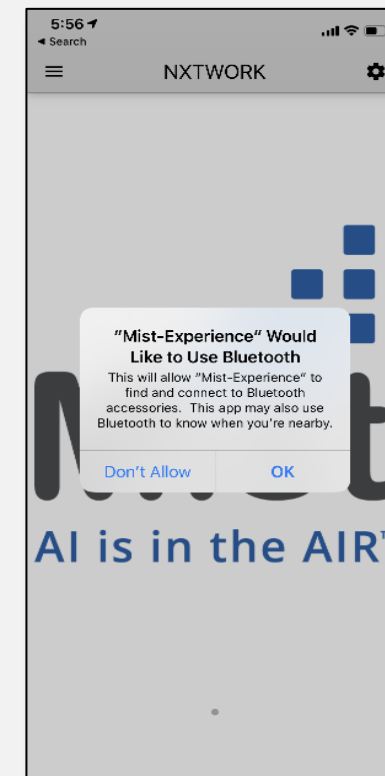 5:56
◄ Search
NXTWORK
"Mist-Experience" Would
Like to Use Bluetooth
This will allow "Mist-Experience" to
find and connect to Bluetooth
accessories. This app may also use
Bluetooth to know when you're nearby.
Don't Allow OK
AI is in the AIR